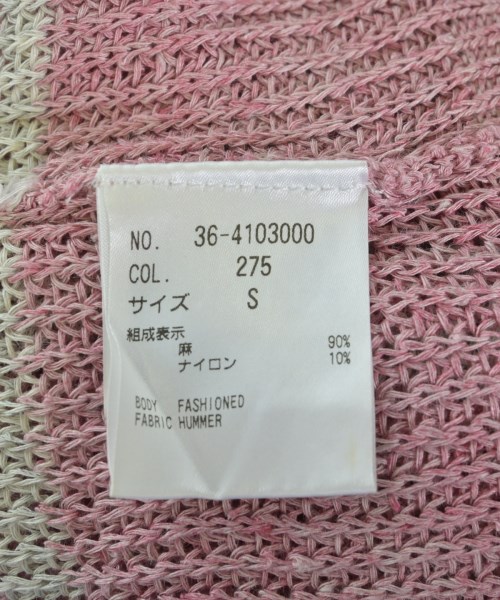 NO. 36-4103000
COL. 275
サイズ S
組成表示
麻 90%
ナイロン 10%
BODY FASHIONED
FABRIC HUMMER